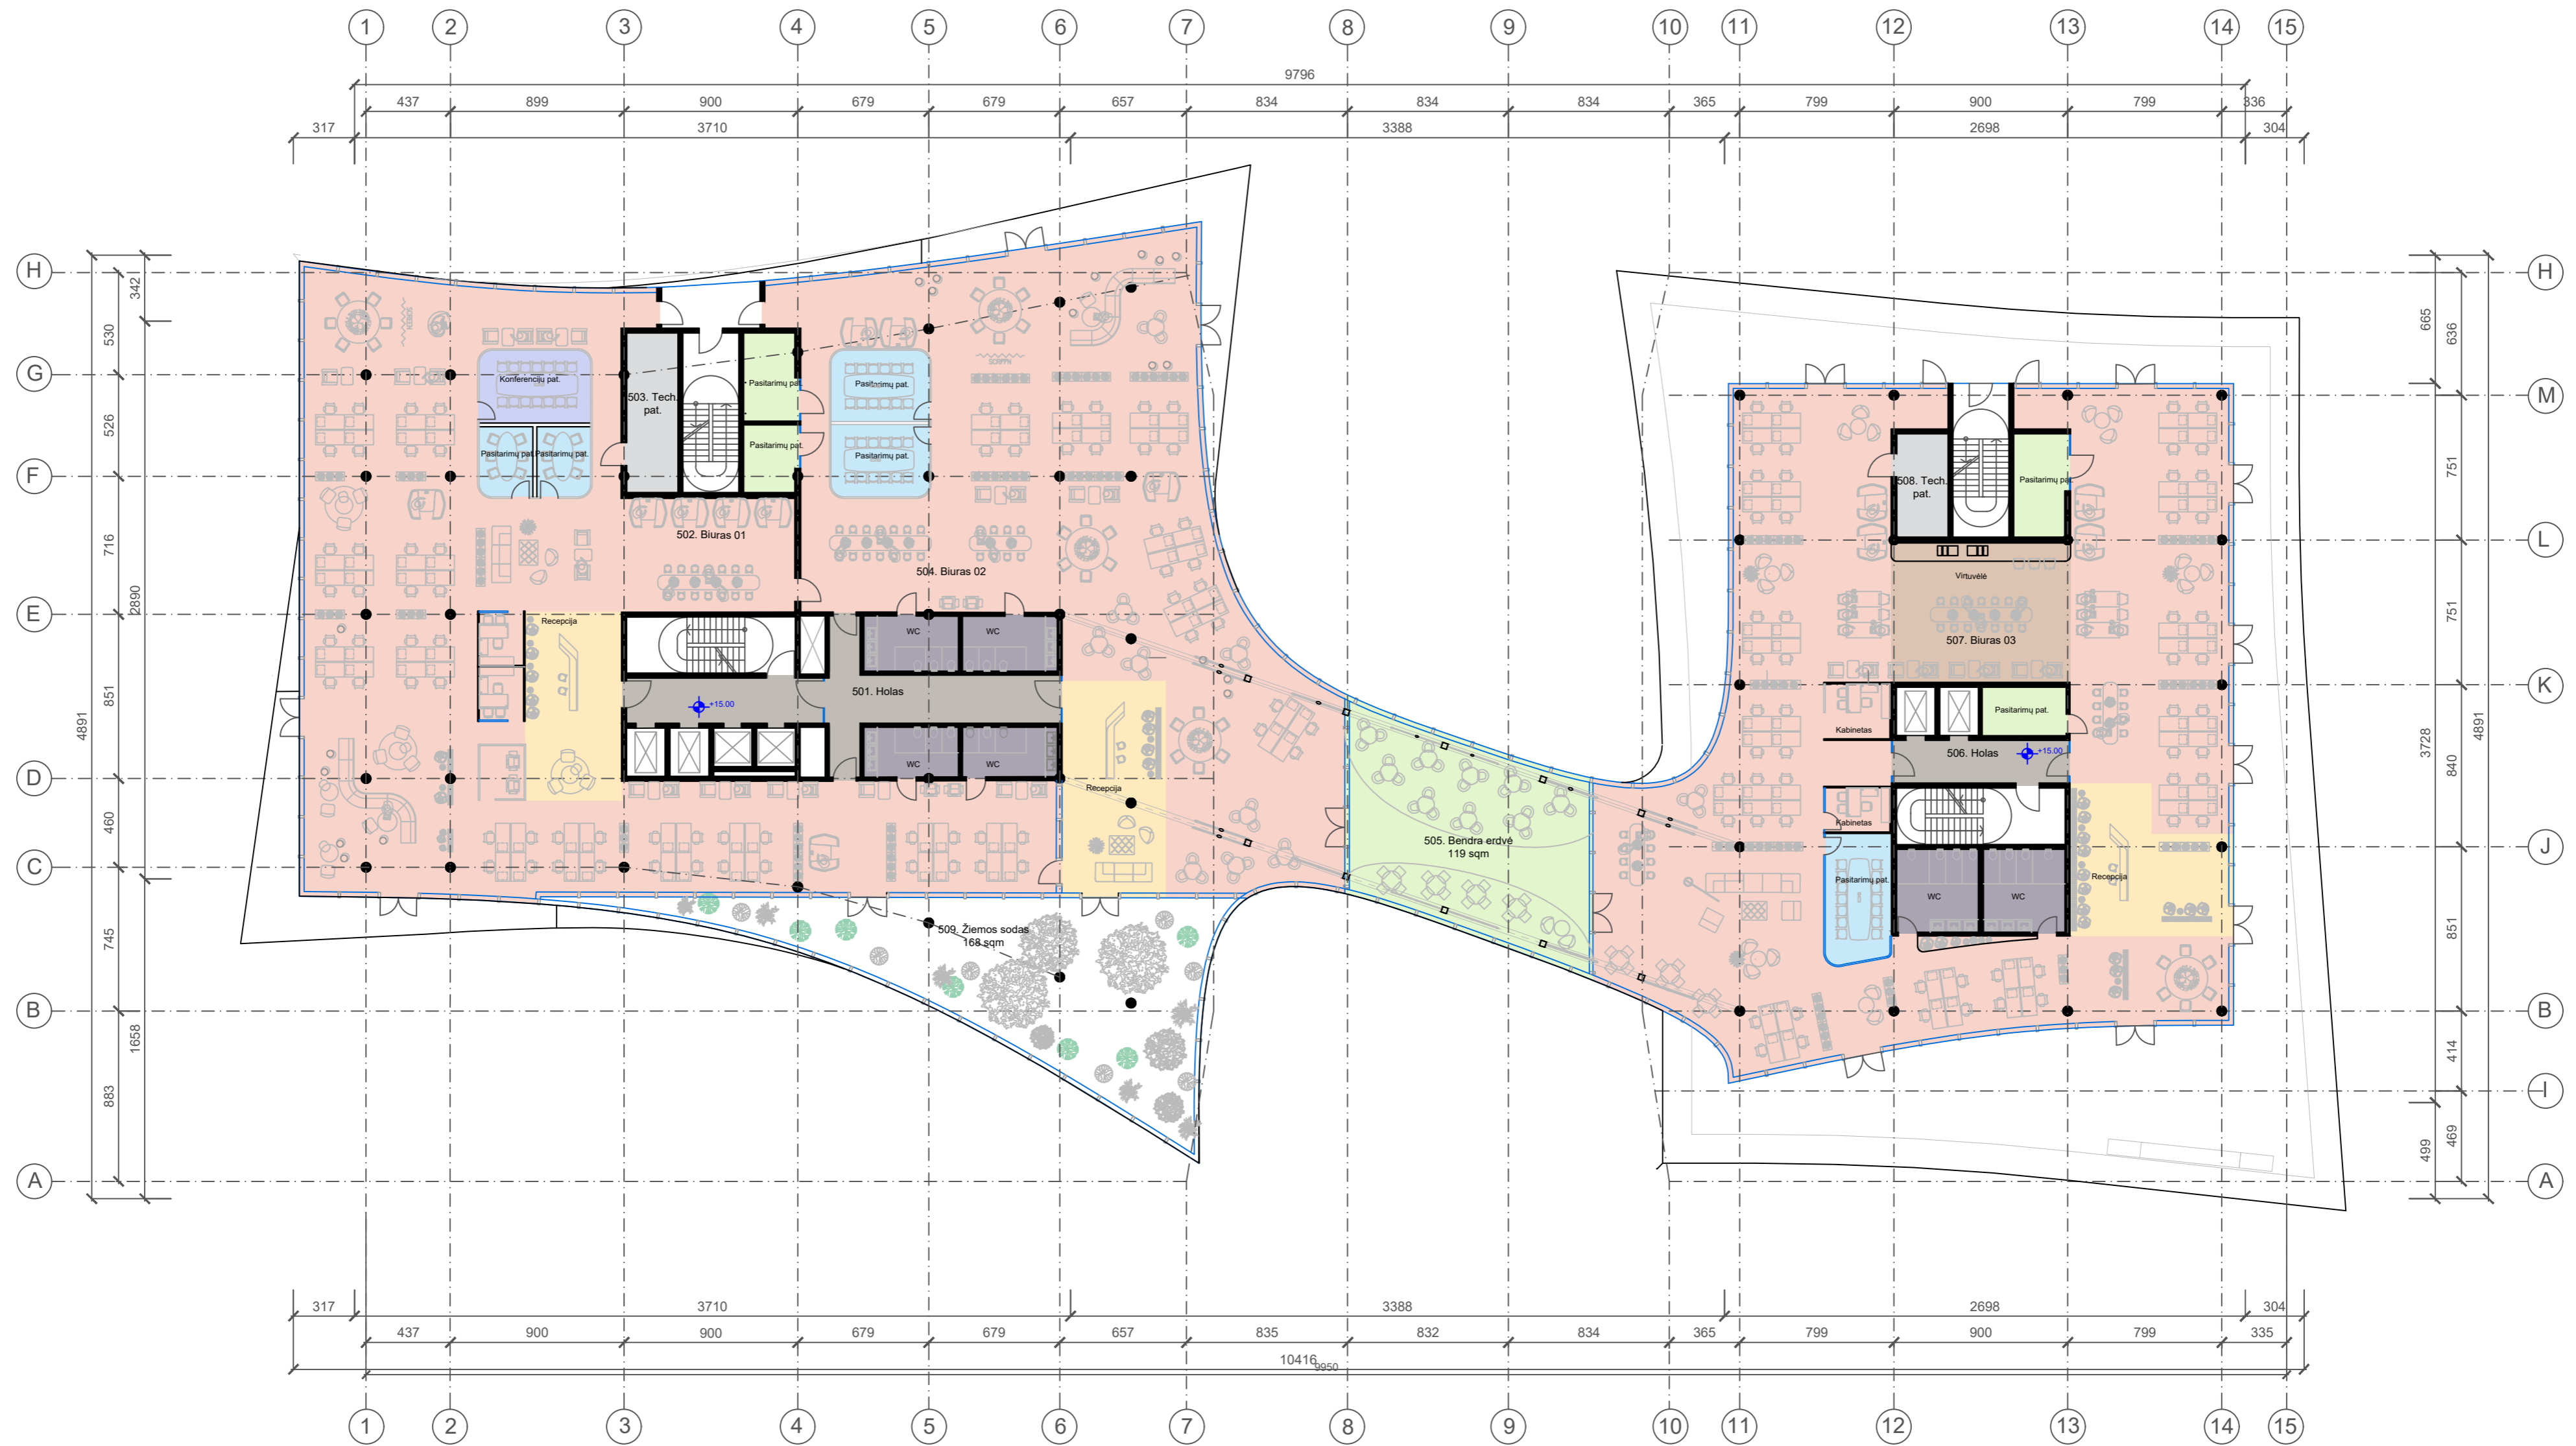 1 2 3 4 5 6 7 8 9 10 11 12 13 14 15
9796
437 899 900 679 679 657 834 834 834 365 799 900 799 336
317 3710 3388 2698 304
H H
G M
F L
E K
D J
C B
B I
A A
342
530
526
716
2890
851
4891
460
745
1658
883
665
636
751
751
3728
4891
840
851
414
499
469
SCREEN
Konferencijų pat.
Pasitarimų pat.
Pasitarimų pat.
503. Tech.
pat.
Pasitarimų pat.
Pasitarimų pat.
Pasitarimų pat.
Pasitarimų pat.
502. Biuras 01
504. Biuras 02
Recepcija
WC
WC
501. Holas
+15.00
WC
WC
Recepcija
505. Bendra erdvė
119 sqm
509. Žiemos sodas
168 sqm
508. Tech.
pat.
Pasitarimų pat.
Virtuvėlė
507. Biuras 03
Pasitarimų pat.
Kabinetas
506. Holas
+15.00
Kabinetas
Pasitarimų pat.
WC
WC
Recepcija
317 3710 3388 2698 304
437 900 900 679 679 657 835 832 834 365 799 900 799 335
10416
9950
1 2 3 4 5 6 7 8 9 10 11 12 13 14 15